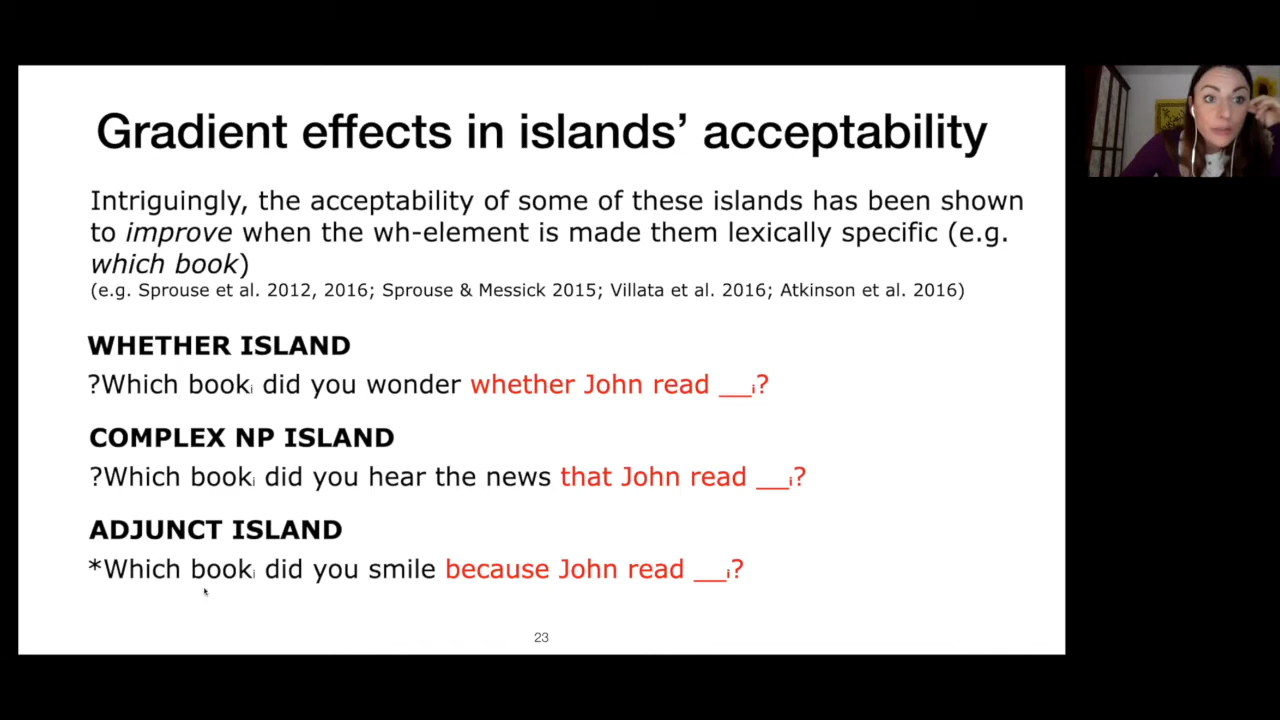 Gradient effects in islands’ acceptability
Intriguingly, the acceptability of some of these islands has been shown
to improve when the wh-element is made them lexically specific (e.g.
which book)
(e.g. Sprouse et al. 2012, 2016; Sprouse & Messick 2015; Villata et al. 2016; Atkinson et al. 2016)
WHETHER ISLAND
?Which bookᵢ did you wonder whether John read __ᵢ?
COMPLEX NP ISLAND
?Which bookᵢ did you hear the news that John read __ᵢ?
ADJUNCT ISLAND
*Which bookᵢ did you smile because John read __ᵢ?
23